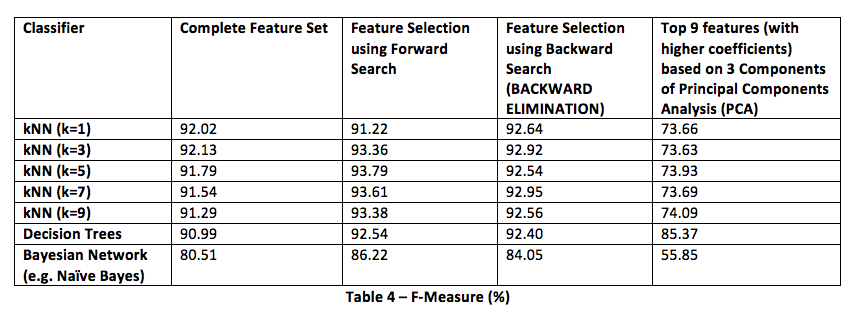 Classifier
Complete Feature Set
Feature Selection
using Forward
Search
Feature Selection
using Backward
Search
(BACKWARD
ELIMINATION)
Top 9 features (with
higher coefficients)
based on 3 Components
of Principal Components
Analysis (PCA)
kNN (k=1) 92.02 91.22 92.64 73.66
kNN (k=3) 92.13 93.36 92.92 73.63
kNN (k=5) 91.79 93.79 92.54 73.93
kNN (k=7) 91.54 93.61 92.95 73.69
kNN (k=9) 91.29 93.38 92.56 74.09
Decision Trees 90.99 92.54 92.40 85.37
Bayesian Network 80.51 86.22 84.05 55.85
(e.g. Naïve Bayes)
Table 4 – F-Measure (%)